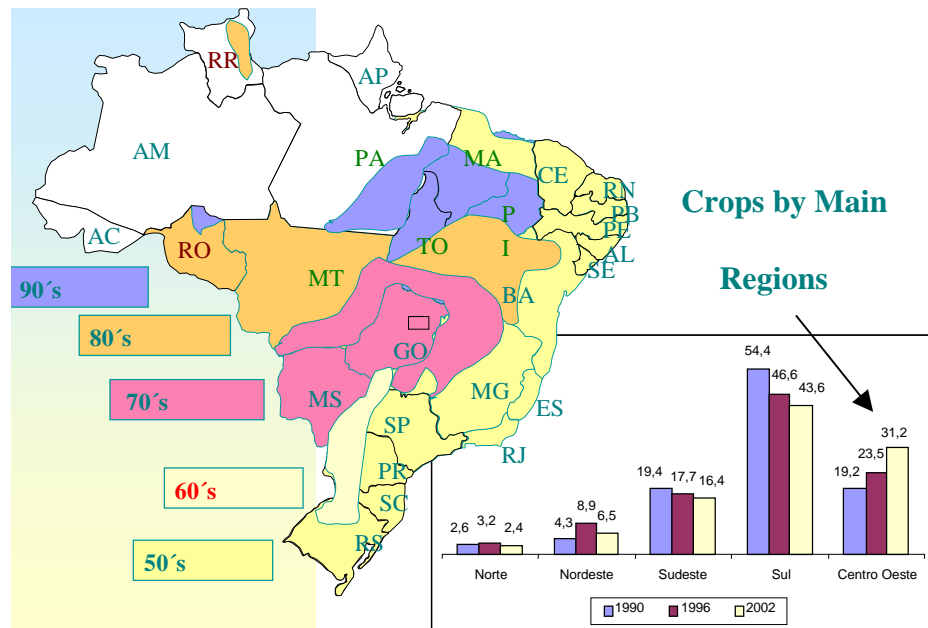 RR
AP
AM
PA
MA
CE
RN
PB
PE
AL
SE
P
I
AC
RO
TO
MT
BA
GO
MS
MG
ES
SP
RJ
PR
SC
RS
90´s
80´s
70´s
60´s
50´s
Crops by Main
Regions
54,4
46,6
43,6
31,2
23,5
19,2
19,4
17,7
16,4
8,9
6,5
4,3
2,6
3,2
2,4
Norte
Nordeste
Sudeste
Sul
Centro Oeste
1990
1996
2002